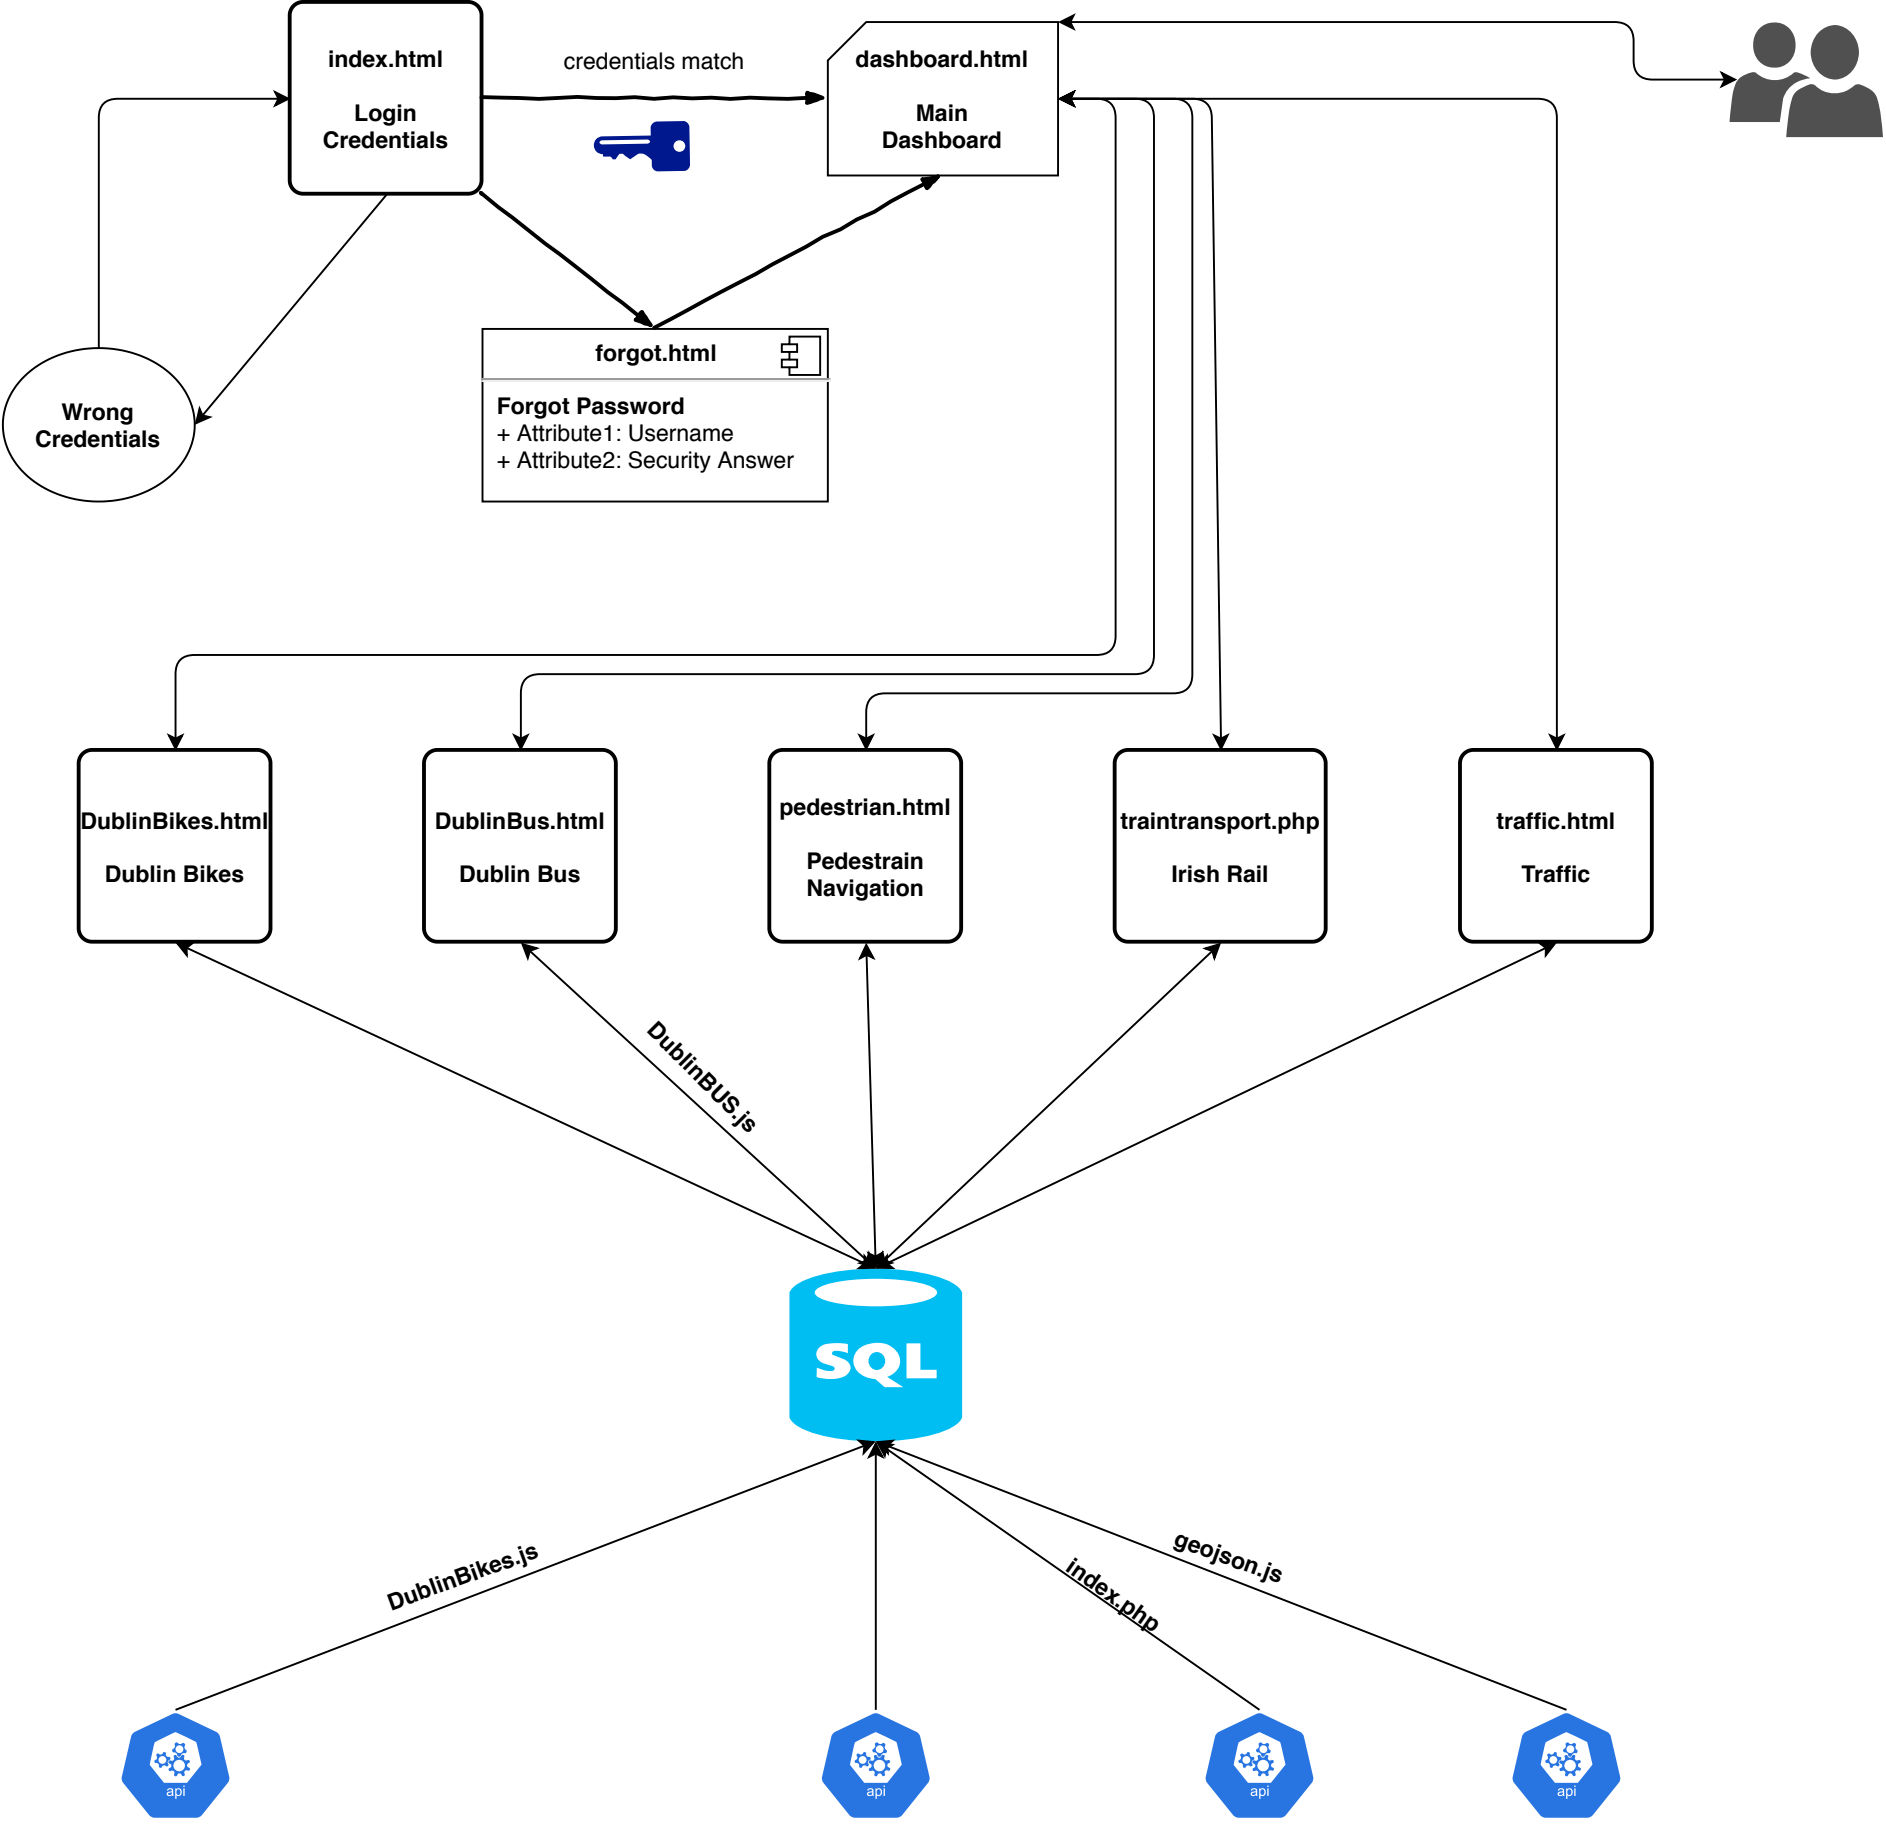 index.html
Login
Credentials
credentials match
dashboard.html
Main
Dashboard
Wrong
Credentials
forgot.html
Forgot Password
+ Attribute1: Username
+ Attribute2: Security Answer
DublinBikes.html
Dublin Bikes
DublinBus.html
Dublin Bus
pedestrian.html
Pedestrain
Navigation
traintransport.php
Irish Rail
traffic.html
Traffic
DublinBUS.js
SQL
DublinBikes.js
index.php
geojson.js
api
api
api
api